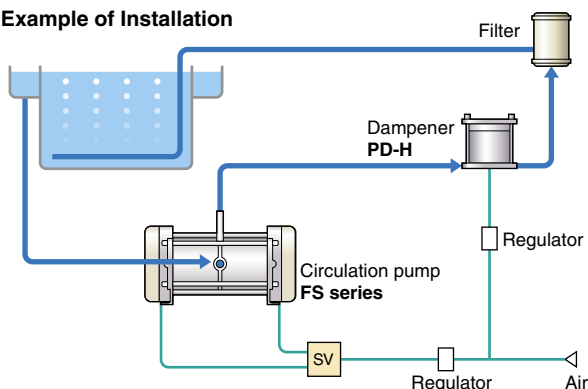 Example of Installation
Filter
Dampener
PD-H
Regulator
Circulation pump
FS series
SV
Regulator
Air